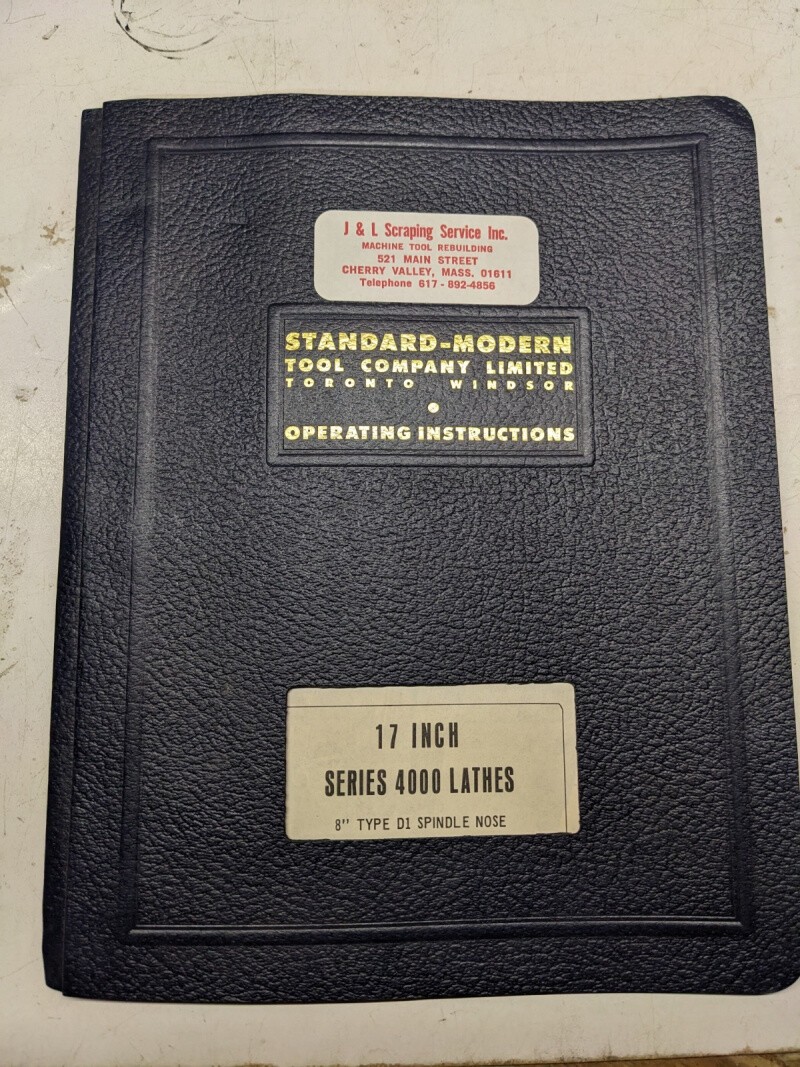 J & L Scraping Service Inc.
MACHINE TOOL REBUILDING
521 MAIN STREET
CHERRY VALLEY, MASS. 01611
Telephone 617 - 892-4856
STANDARD-MODERN
TOOL COMPANY LIMITED
TORONTO WINDSOR
OPERATING INSTRUCTIONS
17 INCH
SERIES 4000 LATHES
8" TYPE D1 SPINDLE NOSE